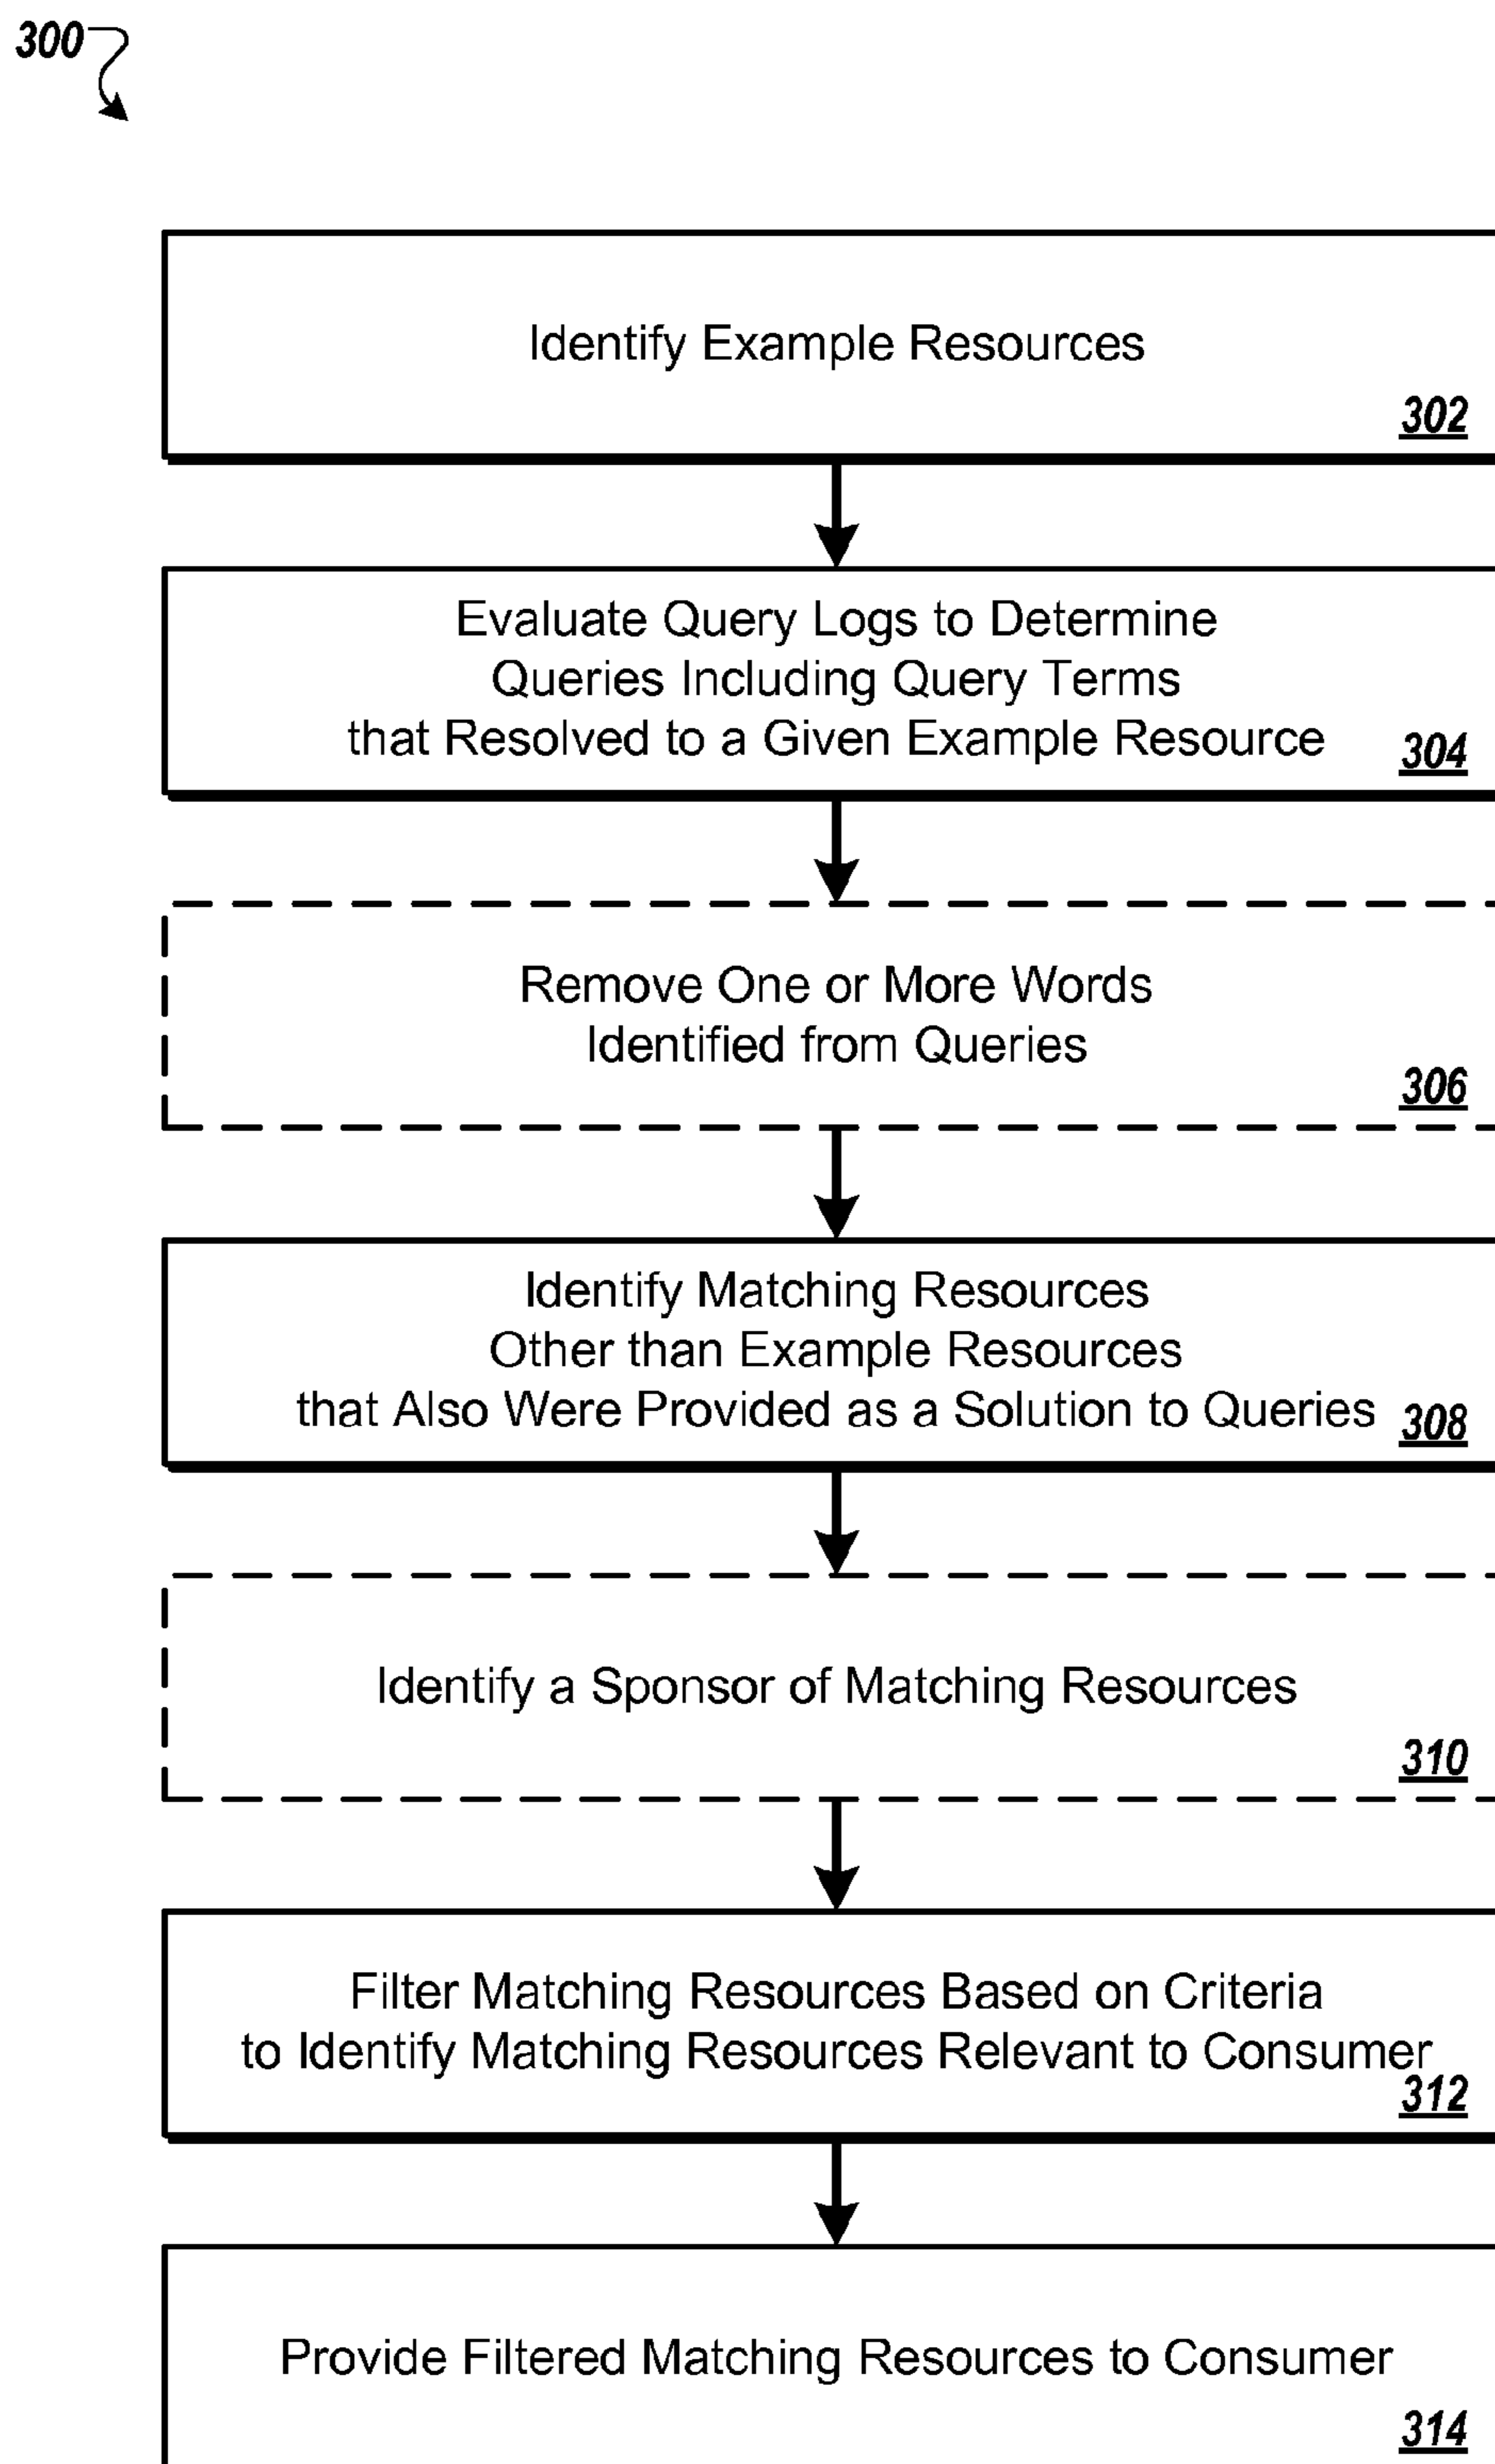 300
Identify Example Resources
302
Evaluate Query Logs to Determine
Queries Including Query Terms
that Resolved to a Given Example Resource
304
Remove One or More Words
Identified from Queries
306
Identify Matching Resources
Other than Example Resources
that Also Were Provided as a Solution to Queries
308
Identify a Sponsor of Matching Resources
310
Filter Matching Resources Based on Criteria
to Identify Matching Resources Relevant to Consumer
312
Provide Filtered Matching Resources to Consumer
314